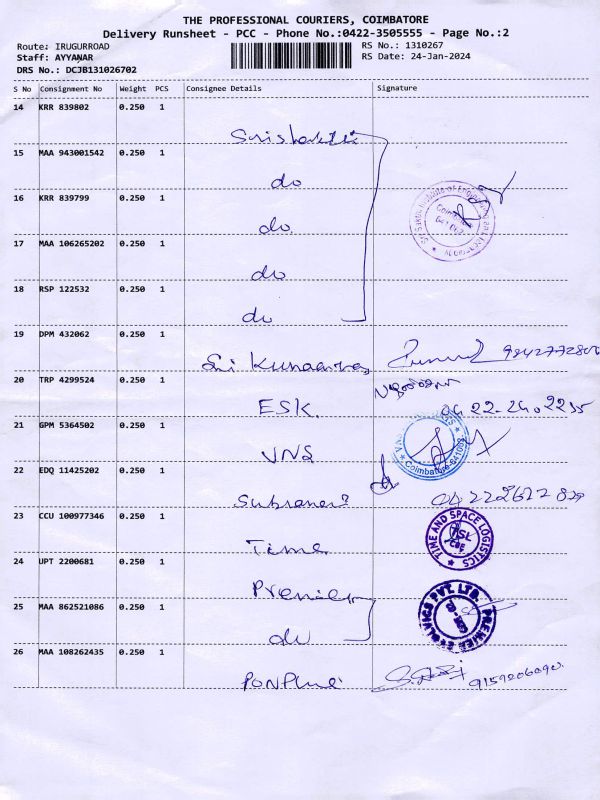 THE PROFESSIONAL COURIERS, COIMBATORE
Delivery Runsheet - PCC - Phone No.:0422-3505555 - Page No.:2
Route: IRUGURROAD
Staff: AYYANAR
DRS No.: DCJB131026702
RS No.: 1310267
RS Date: 24-Jan-2024
S No Consignment No Weight PCS Consignee Details Signature
14 KRR 839802 0.250 1
15 MAA 943001542 0.250 1
do
16 KRR 839799 0.250 1
do
17 MAA 106265202 0.250 1
do
18 RSP 122532 0.250 1
do
19 DPM 432062 0.250 1
Sri
20 TRP 4299524 0.250 1
ESK
21 GPM 5364502 0.250 1
VNS
Coimbatore
22 EDQ 11425202 0.250 1
23 CCU 100977346 0.250 1
Time
TIME AND SPACE LOGISTICS
24 UPT 2200681 0.250 1
Premier
25 MAA 862521086 0.250 1
do
26 MAA 108262435 0.250 1